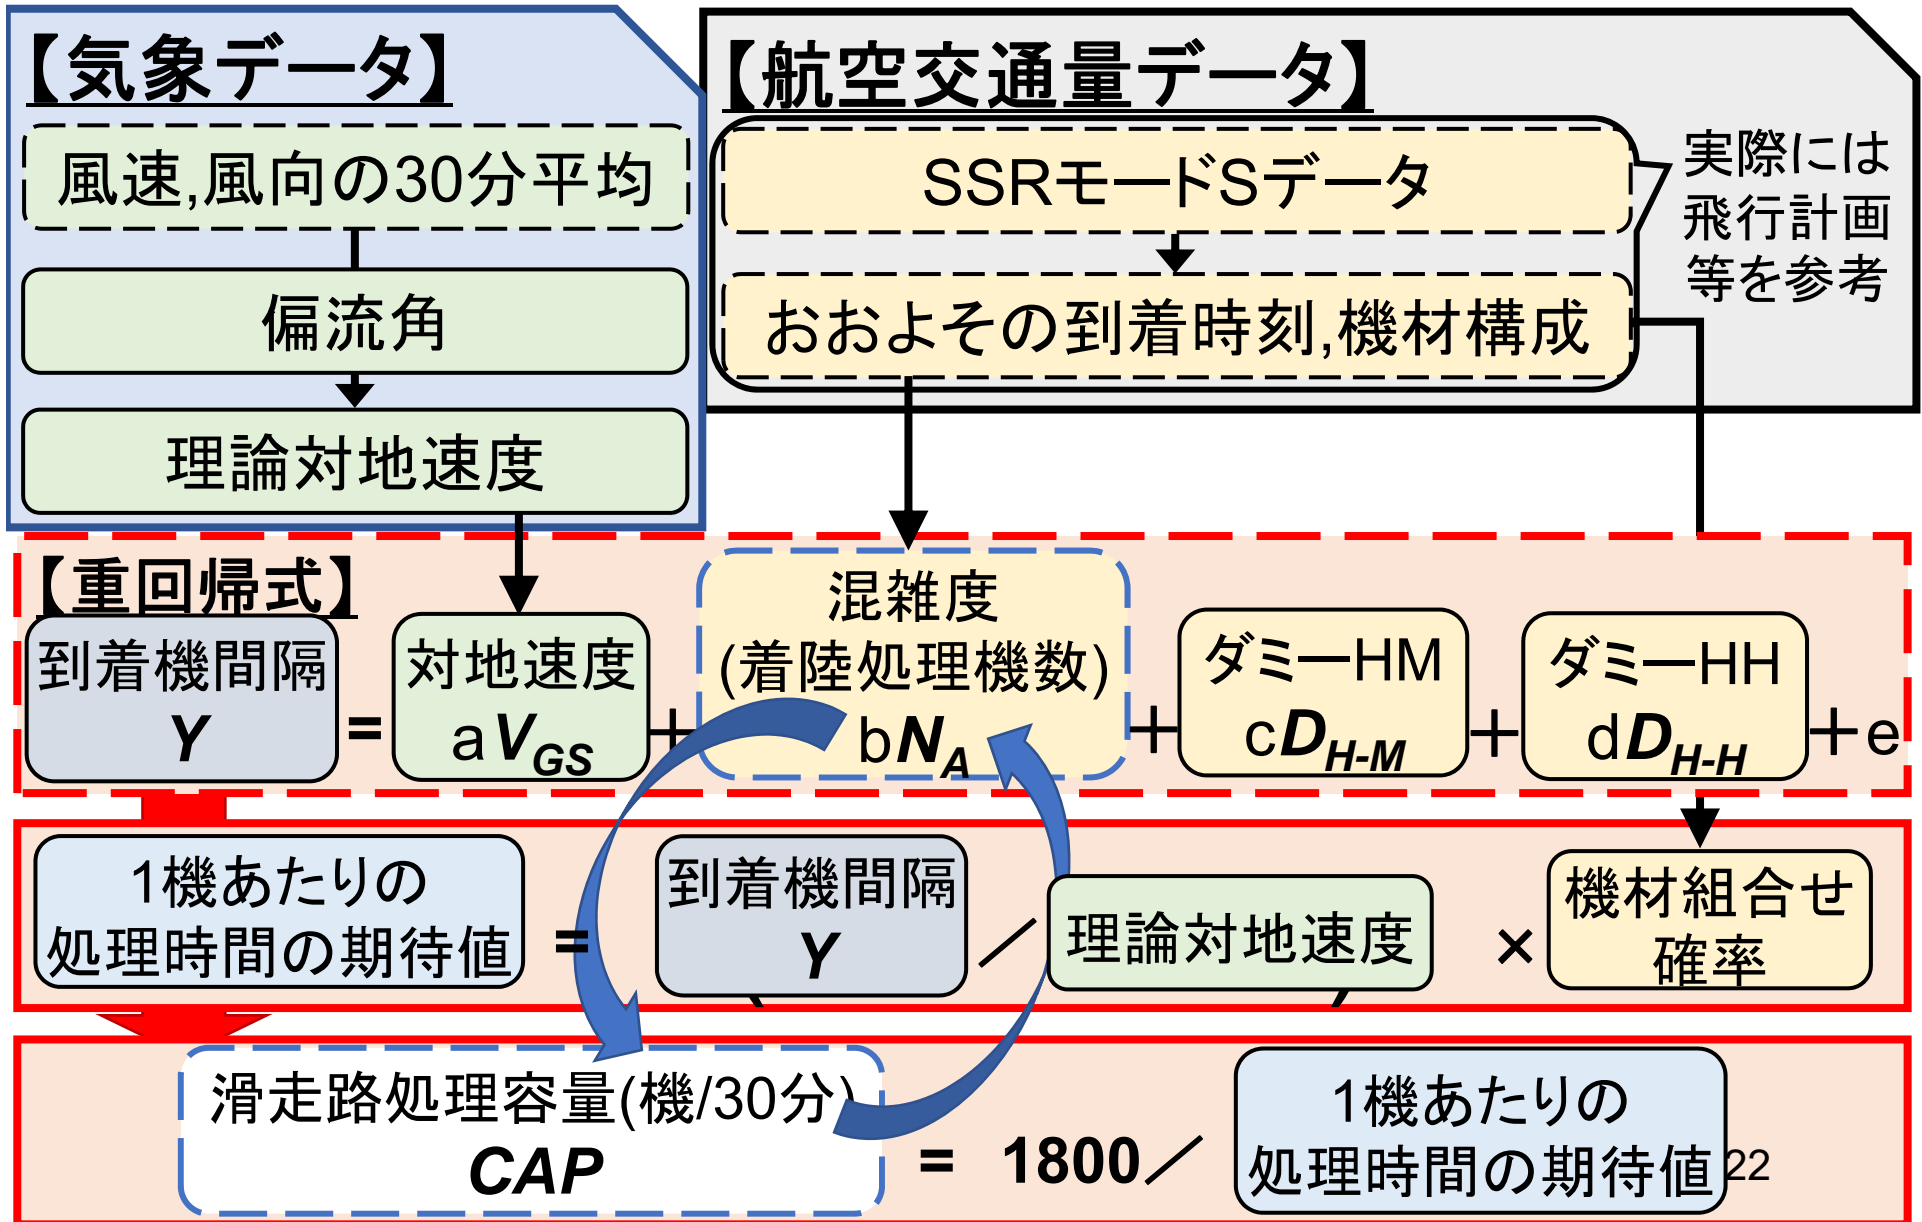 【気象データ】
風速,風向の30分平均
偏流角
理論対地速度
【航空交通量データ】
SSRモードSデータ
おおよその到着時刻,機材構成
実際には
飛行計画
等を参考
【重回帰式】
到着機間隔
Y
=
対地速度
aV_GS
+
混雑度
(着陸処理機数)
bN_A
+
ダミーHM
cD_H-M
+
ダミーHH
dD_H-H
+e
1機あたりの
処理時間の期待値
=
到着機間隔
Y
／
理論対地速度
×
機材組合せ
確率
滑走路処理容量(機/30分)
CAP
= 1800／
1機あたりの
処理時間の期待値
22